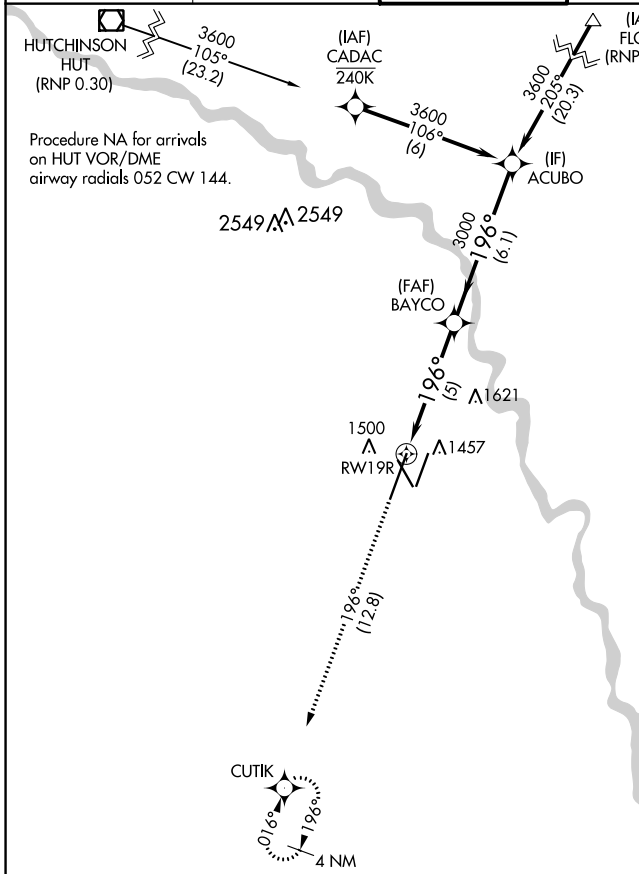 HUTCHINSON
HUT
(RNP 0.30)
3600
105°
(23.2)
(IAF)
CADAC
240K
3600
106°
(6)
3600
205°
(20.3)
(IA
FLO
(RNP
(IF)
ACUBO
Procedure NA for arrivals
on HUT VOR/DME
airway radials 052 CW 144.
2549 2549
3000
196°
(6.1)
(FAF)
BAYCO
196°
(5)
1621
1500
1457
RW19R
196°
(12.8)
CUTIK
016°
196°
4 NM